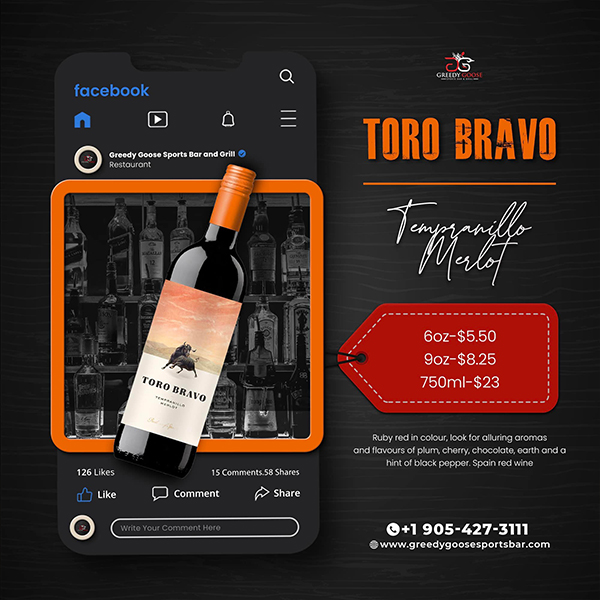 facebook
Greedy Goose Sports Bar and Grill
Restaurant
TORO BRAVO
TEMPRANILLO
MERLOT
126 Likes
15 Comments.58 Shares
Like
Comment
Share
Write Your Comment Here
GREEDY GOOSE
TORO BRAVO
Tempranillo
Merlot
6oz-$5.50
9oz-$8.25
750ml-$23
Ruby red in colour, look for alluring aromas
and flavours of plum, cherry, chocolate, earth and a
hint of black pepper. Spain red wine
+1 905-427-3111
www.greedygoosesportsbar.com